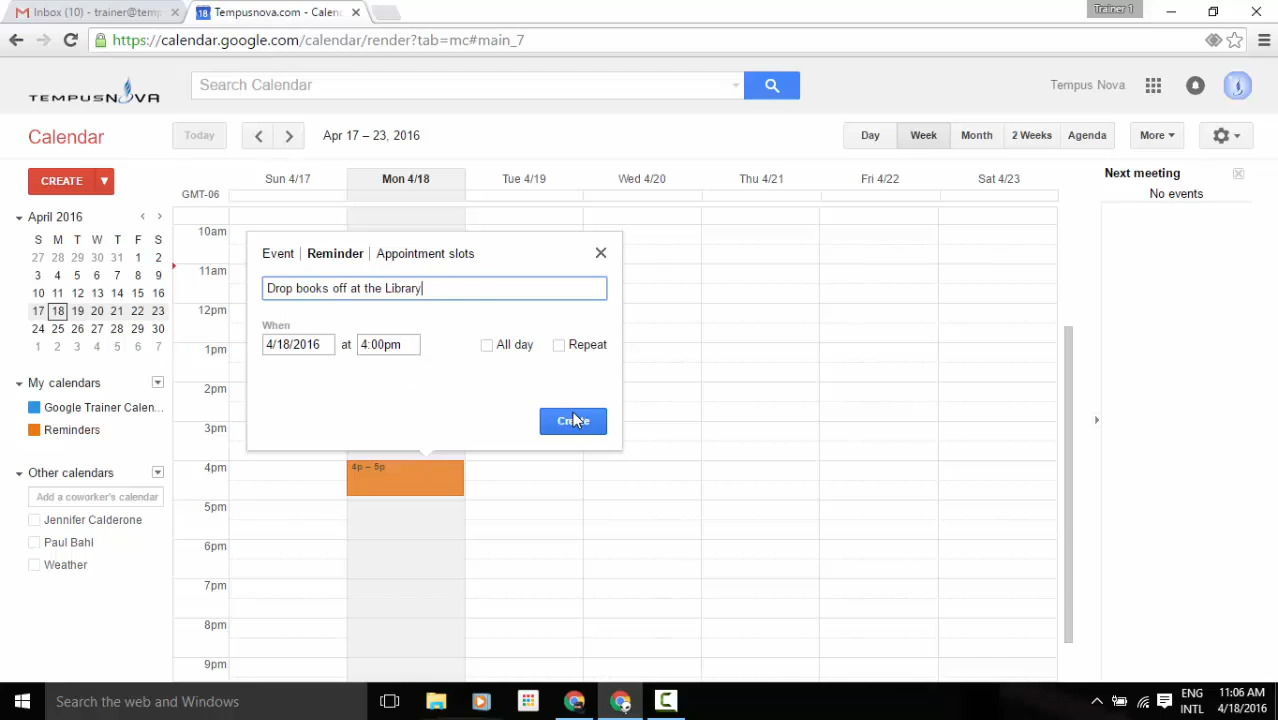 Inbox (10) - trainer@temp
Tempusnova.com - Calenc
Trainer 1
https://calendar.google.com/calendar/render?tab=mc#main_7
TEMPUSNOVA
Search Calendar
Tempus Nova
Calendar
Today
Apr 17 – 23, 2016
Day
Week
Month
2 Weeks
Agenda
More
CREATE
Sun 4/17
Mon 4/18
Tue 4/19
Wed 4/20
Thu 4/21
Fri 4/22
Sat 4/23
GMT-06
Next meeting
No events
April 2016
S M T W T F S
27 28 29 30 31 1 2
3 4 5 6 7 8 9
10 11 12 13 14 15 16
17 18 19 20 21 22 23
24 25 26 27 28 29 30
1 2 3 4 5 6 7
My calendars
Google Trainer Calen...
Reminders
Other calendars
Add a coworker's calendar
Jennifer Calderone
Paul Bahl
Weather
10am
11am
12pm
1pm
2pm
3pm
4pm
5pm
6pm
7pm
8pm
9pm
Event
Reminder
Appointment slots
Drop books off at the Library
When
4/18/2016 at 4:00pm
All day
Repeat
Create
4p – 5p
Search the web and Windows
ENG
INTL
11:06 AM
4/18/2016